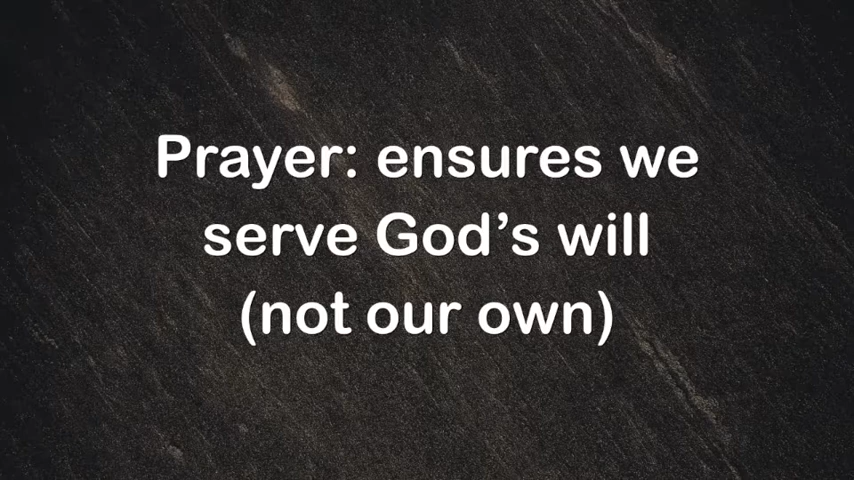 Prayer: ensures we
serve God’s will
(not our own)